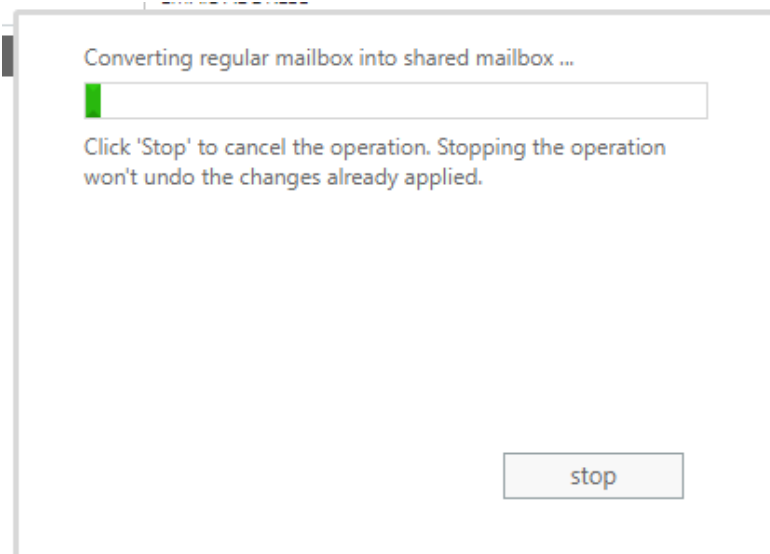 Converting regular mailbox into shared mailbox ...
Click 'Stop' to cancel the operation. Stopping the operation
won't undo the changes already applied.
stop